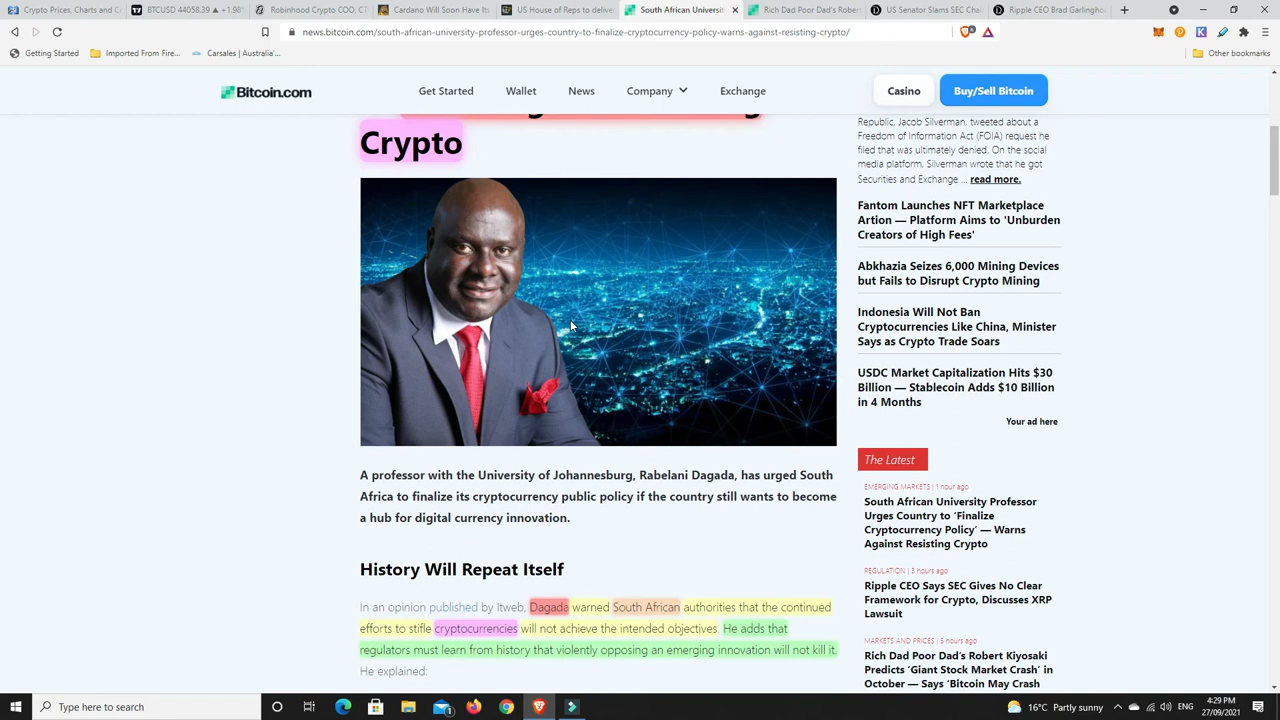 Crypto Prices, Charts and Cr
BTCUSD 44058.39 ▲ +1.98°
Robinhood Crypto COO, CT
Cardano Will Soon Have Its
US House of Reps to deliver
South African Universit
Rich Dad Poor Dad's Robert
US Senator Slams SEC Chai
Ripple CEO Brad Garlingho
news.bitcoin.com/south-african-university-professor-urges-country-to-finalize-cryptocurrency-policy-warns-against-resisting-crypto/
Getting Started
Imported From Fire...
Carsales | Australia'...
Other bookmarks
Bitcoin.com
Get Started
Wallet
News
Company
Exchange
Casino
Buy/Sell Bitcoin
Crypto
A professor with the University of Johannesburg, Rabelani Dagada, has urged South
Africa to finalize its cryptocurrency public policy if the country still wants to become
a hub for digital currency innovation.
History Will Repeat Itself
In an opinion published by Itweb, Dagada warned South African authorities that the continued
efforts to stifle cryptocurrencies will not achieve the intended objectives. He adds that
regulators must learn from history that violently opposing an emerging innovation will not kill it.
He explained:
Republic, Jacob Silverman, tweeted about a
Freedom of Information Act (FOIA) request he
filed that was ultimately denied. On the social
media platform, Silverman wrote that he got
Securities and Exchange ... read more.
Fantom Launches NFT Marketplace
Artion — Platform Aims to 'Unburden
Creators of High Fees'
Abkhazia Seizes 6,000 Mining Devices
but Fails to Disrupt Crypto Mining
Indonesia Will Not Ban
Cryptocurrencies Like China, Minister
Says as Crypto Trade Soars
USDC Market Capitalization Hits $30
Billion — Stablecoin Adds $10 Billion
in 4 Months
Your ad here
The Latest
EMERGING MARKETS | 1 hour ago
South African University Professor
Urges Country to 'Finalize
Cryptocurrency Policy' — Warns
Against Resisting Crypto
REGULATION | 3 hours ago
Ripple CEO Says SEC Gives No Clear
Framework for Crypto, Discusses XRP
Lawsuit
MARKETS AND PRICES | 5 hours ago
Rich Dad Poor Dad's Robert Kiyosaki
Predicts 'Giant Stock Market Crash' in
October — Says 'Bitcoin May Crash
Type here to search
16°C Partly sunny
ENG
4:29 PM
27/09/2021